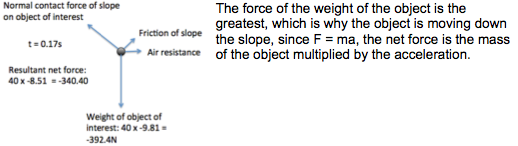 Normal contact force of slope
on object of interest
t = 0.17s
Friction of slope
Air resistance
Resultant net force:
40 x -8.51 = -340.40
Weight of object of
interest: 40 x -9.81 =
-392.4N
The force of the weight of the object is the
greatest, which is why the object is moving down
the slope, since F = ma, the net force is the mass
of the object multiplied by the acceleration.